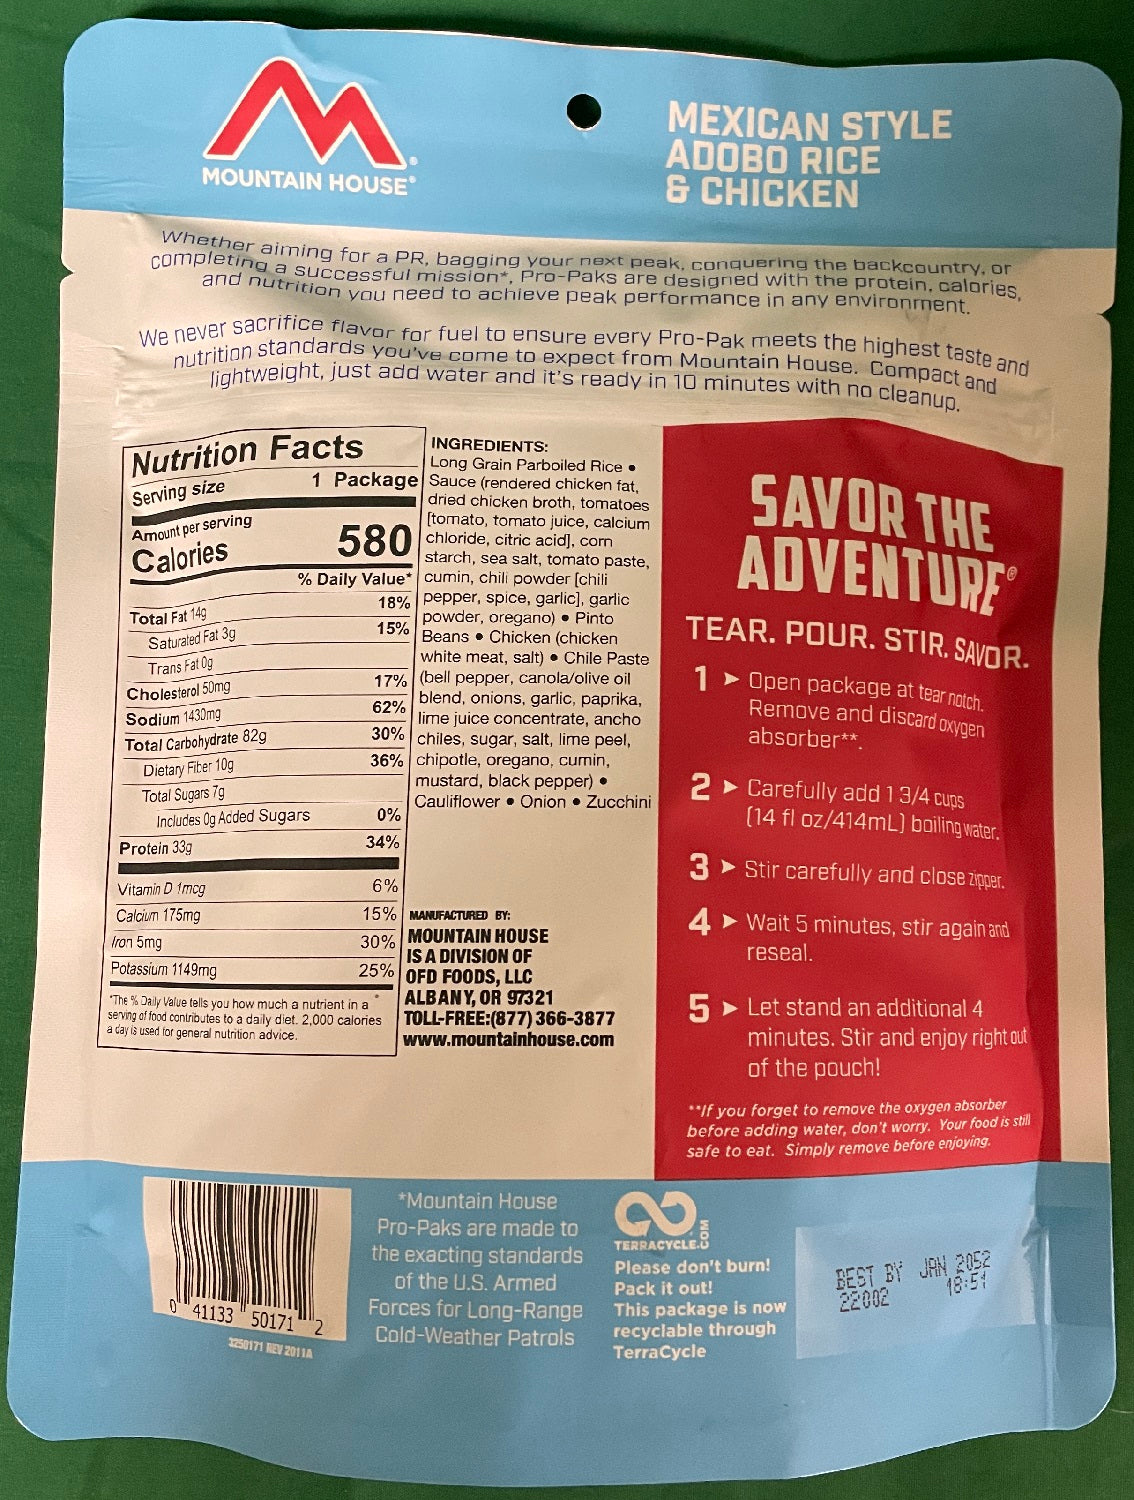 MOUNTAIN HOUSE®
MEXICAN STYLE
ADOBO RICE
& CHICKEN
Whether aiming for a PR, bagging your next peak, conquering the backcountry, or
completing a successful mission*, Pro-Paks are designed with the protein, calories,
and nutrition you need to achieve peak performance in any environment.
We never sacrifice flavor for fuel to ensure every Pro-Pak meets the highest taste and
nutrition standards you've come to expect from Mountain House. Compact and
lightweight, just add water and it's ready in 10 minutes with no cleanup.
Nutrition Facts
Serving size 1 Package
Amount per serving
Calories 580
% Daily Value*
Total Fat 14g 18%
Saturated Fat 3g 15%
Trans Fat 0g
Cholesterol 50mg 17%
Sodium 1430mg 62%
Total Carbohydrate 82g 30%
Dietary Fiber 10g 36%
Total Sugars 7g
Includes 0g Added Sugars 0%
Protein 33g 34%
Vitamin D 1mcg 6%
Calcium 175mg 15%
Iron 5mg 30%
Potassium 1149mg 25%
*The % Daily Value tells you how much a nutrient in a
serving of food contributes to a daily diet. 2,000 calories
a day is used for general nutrition advice.
INGREDIENTS:
Long Grain Parboiled Rice •
Sauce (rendered chicken fat,
dried chicken broth, tomatoes
[tomato, tomato juice, calcium
chloride, citric acid], corn
starch, sea salt, tomato paste,
cumin, chili powder [chili
pepper, spice, garlic], garlic
powder, oregano) • Pinto
Beans • Chicken (chicken
white meat, salt) • Chile Paste
(bell pepper, canola/olive oil
blend, onions, garlic, paprika,
lime juice concentrate, ancho
chiles, sugar, salt, lime peel,
chipotle, oregano, cumin,
mustard, black pepper) •
Cauliflower • Onion • Zucchini
MANUFACTURED BY:
MOUNTAIN HOUSE
IS A DIVISION OF
OFD FOODS, LLC
ALBANY, OR 97321
TOLL-FREE:(877) 366-3877
www.mountainhouse.com
SAVOR THE
ADVENTURE®
TEAR. POUR. STIR. SAVOR.
1 ➤ Open package at tear notch.
Remove and discard oxygen
absorber**.
2 ➤ Carefully add 1 3/4 cups
(14 fl oz/414mL) boiling water.
3 ➤ Stir carefully and close zipper.
4 ➤ Wait 5 minutes, stir again and
reseal.
5 ➤ Let stand an additional 4
minutes. Stir and enjoy right out
of the pouch!
**If you forget to remove the oxygen absorber
before adding water, don't worry. Your food is still
safe to eat. Simply remove before enjoying.
0 41133 50171 2
3250171 REV 2011A
*Mountain House
Pro-Paks are made to
the exacting standards
of the U.S. Armed
Forces for Long-Range
Cold-Weather Patrols
TERRACYCLE.COM
Please don't burn!
Pack it out!
This package is now
recyclable through
TerraCycle
BEST BY JAN 2052
22002 18:51